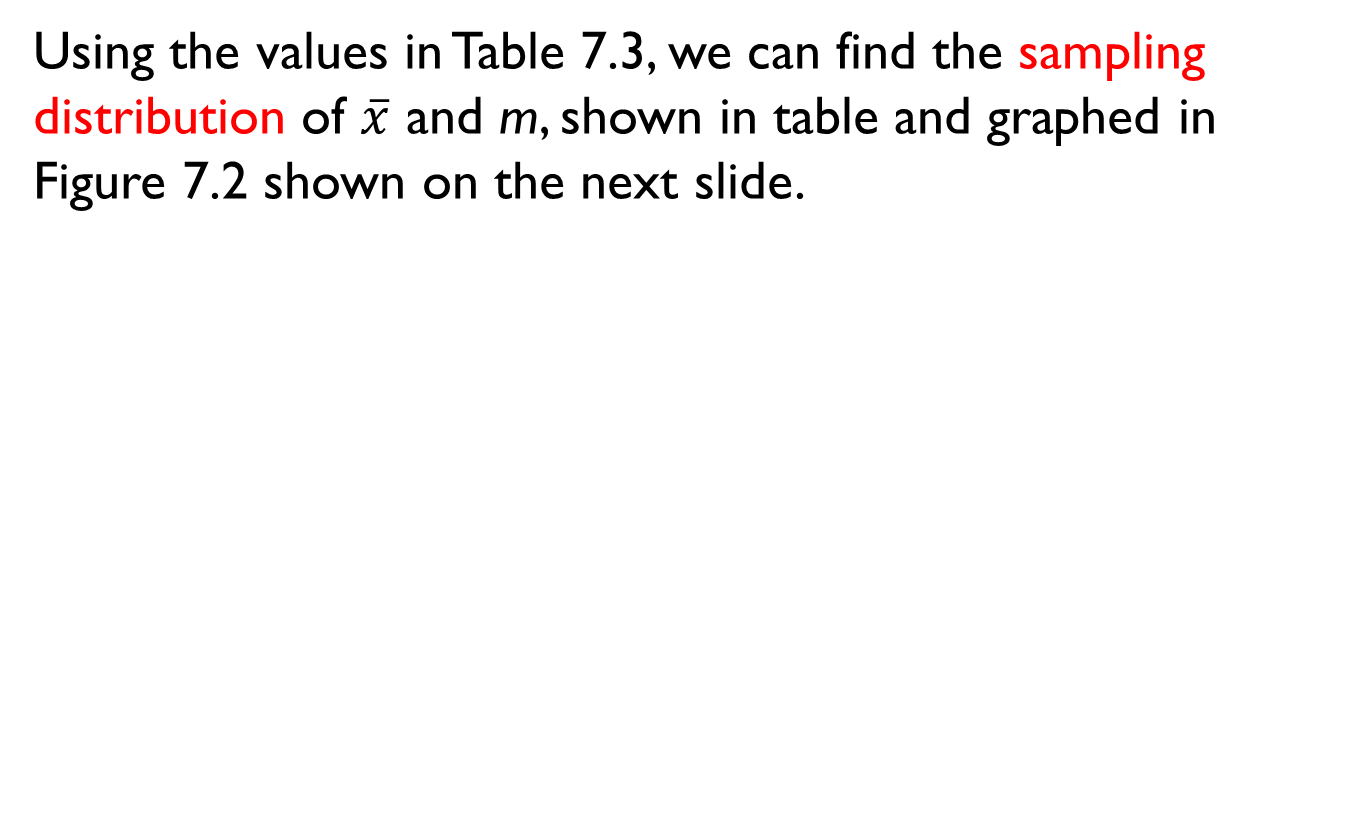 Using the values in Table 7.3, we can find the sampling
distribution of x̄ and m, shown in table and graphed in
Figure 7.2 shown on the next slide.